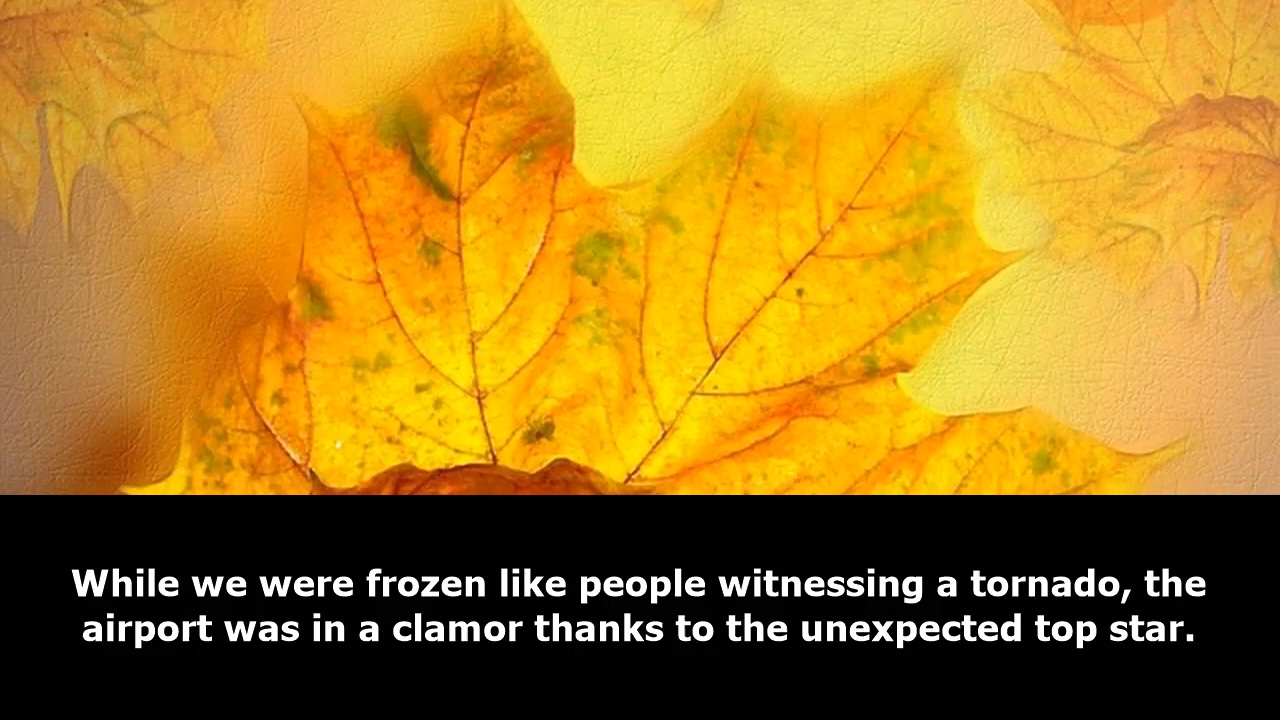 While we were frozen like people witnessing a tornado, the
airport was in a clamor thanks to the unexpected top star.